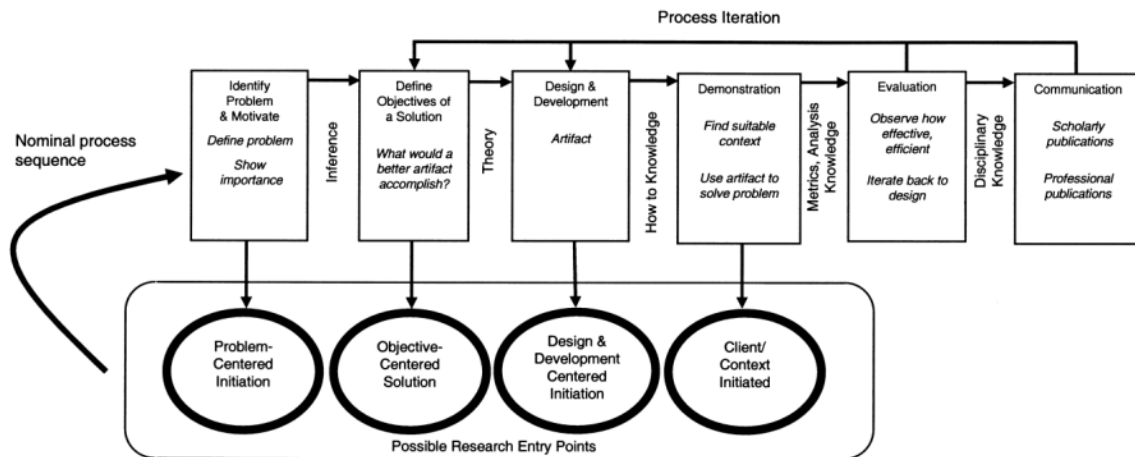 Process Iteration
Nominal process
sequence
Identify
Problem
& Motivate
Define problem
Show
importance
Inference
Define
Objectives of
a Solution
What would a
better artifact
accomplish?
Theory
Design &
Development
Artifact
How to Knowledge
Demonstration
Find suitable
context
Use artifact to
solve problem
Metrics, Analysis
Knowledge
Evaluation
Observe how
effective,
efficient
Iterate back to
design
Disciplinary
Knowledge
Communication
Scholarly
publications
Professional
publications
Problem-
Centered
Initiation
Objective-
Centered
Solution
Design &
Development
Centered
Initiation
Client/
Context
Initiated
Possible Research Entry Points